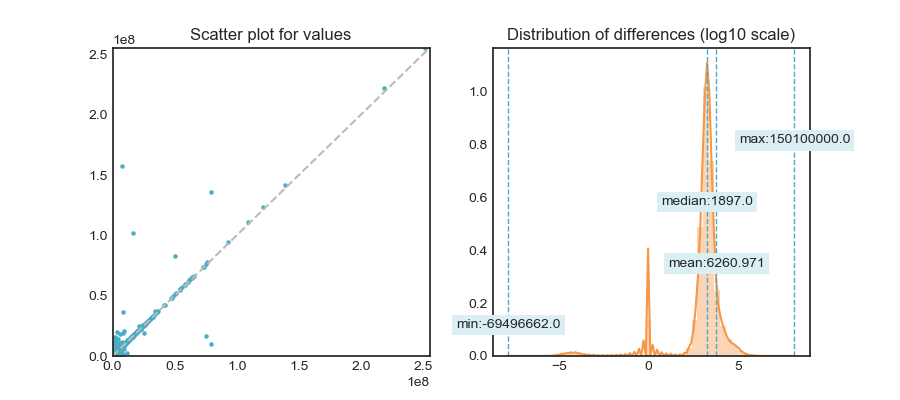 Scatter plot for values
1e8
2.5
2.0
1.5
1.0
0.5
0.0
0.0
0.5
1.0
1.5
2.0
2.5
1e8
Distribution of differences (log10 scale)
1.0
0.8
0.6
0.4
0.2
0.0
−5
0
5
max:150100000.0
median:1897.0
mean:6260.971
min:-69496662.0